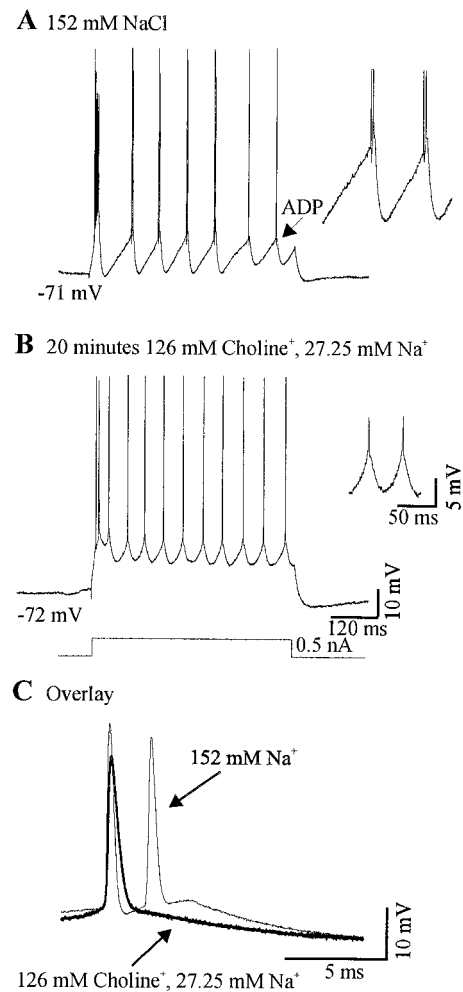 A 152 mM NaCl
ADP
-71 mV
B 20 minutes 126 mM Choline⁺, 27.25 mM Na⁺
5 mV
50 ms
-72 mV
10 mV
120 ms
0.5 nA
C Overlay
152 mM Na⁺
10 mV
5 ms
126 mM Choline⁺, 27.25 mM Na⁺